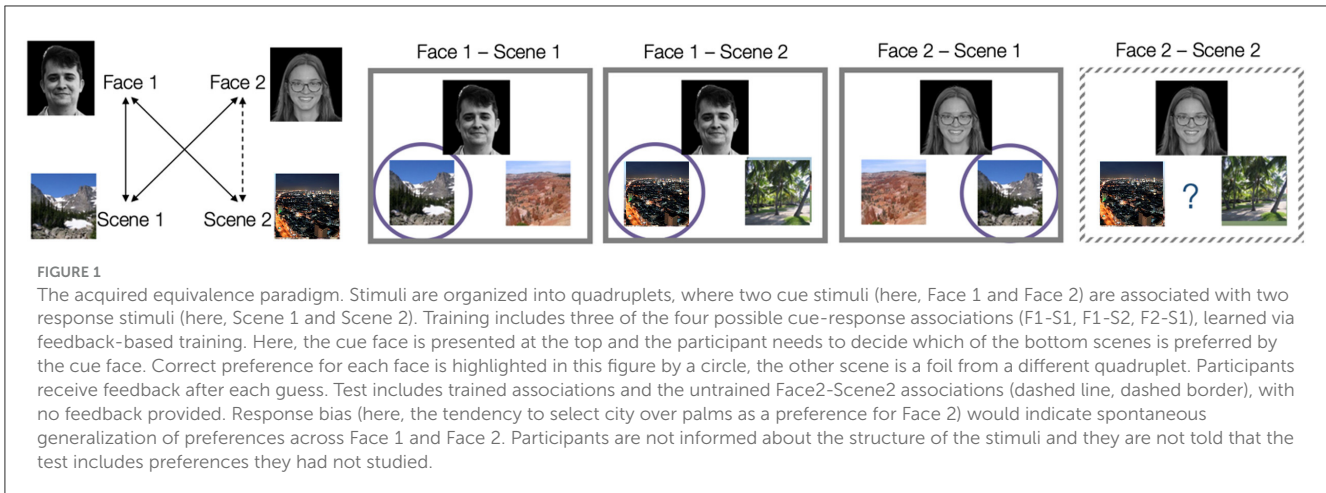 Face 1 – Scene 1
Face 1 – Scene 2
Face 2 – Scene 1
Face 2 – Scene 2
Face 1
Face 2
Scene 1
Scene 2
?
FIGURE 1
The acquired equivalence paradigm. Stimuli are organized into quadruplets, where two cue stimuli (here, Face 1 and Face 2) are associated with two
response stimuli (here, Scene 1 and Scene 2). Training includes three of the four possible cue-response associations (F1-S1, F1-S2, F2-S1), learned via
feedback-based training. Here, the cue face is presented at the top and the participant needs to decide which of the bottom scenes is preferred by
the cue face. Correct preference for each face is highlighted in this figure by a circle, the other scene is a foil from a different quadruplet. Participants
receive feedback after each guess. Test includes trained associations and the untrained Face2-Scene2 associations (dashed line, dashed border), with
no feedback provided. Response bias (here, the tendency to select city over palms as a preference for Face 2) would indicate spontaneous
generalization of preferences across Face 1 and Face 2. Participants are not informed about the structure of the stimuli and they are not told that the
test includes preferences they had not studied.